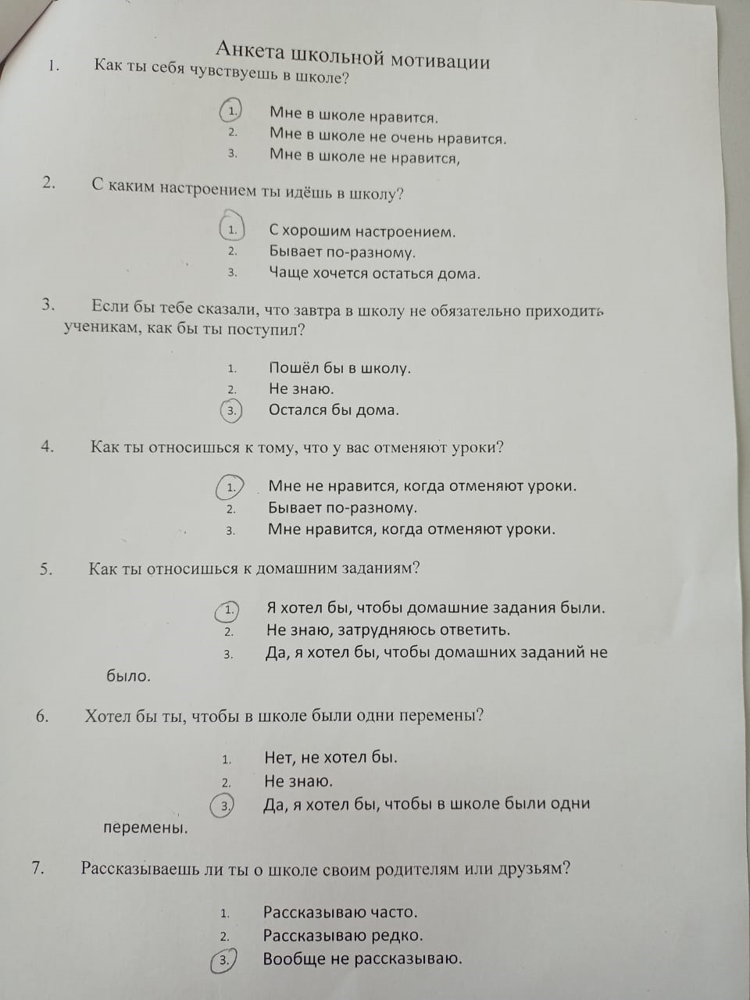 Анкета школьной мотивации
1. Как ты себя чувствуешь в школе?
1. Мне в школе нравится.
2. Мне в школе не очень нравится.
3. Мне в школе не нравится,
2. С каким настроением ты идёшь в школу?
1. С хорошим настроением.
2. Бывает по-разному.
3. Чаще хочется остаться дома.
3. Если бы тебе сказали, что завтра в школу не обязательно приходить
ученикам, как бы ты поступил?
1. Пошёл бы в школу.
2. Не знаю.
3. Остался бы дома.
4. Как ты относишься к тому, что у вас отменяют уроки?
1. Мне не нравится, когда отменяют уроки.
2. Бывает по-разному.
3. Мне нравится, когда отменяют уроки.
5. Как ты относишься к домашним заданиям?
1. Я хотел бы, чтобы домашние задания были.
2. Не знаю, затрудняюсь ответить.
3. Да, я хотел бы, чтобы домашних заданий не
было.
6. Хотел бы ты, чтобы в школе были одни перемены?
1. Нет, не хотел бы.
2. Не знаю.
3. Да, я хотел бы, чтобы в школе были одни
перемены.
7. Рассказываешь ли ты о школе своим родителям или друзьям?
1. Рассказываю часто.
2. Рассказываю редко.
3. Вообще не рассказываю.